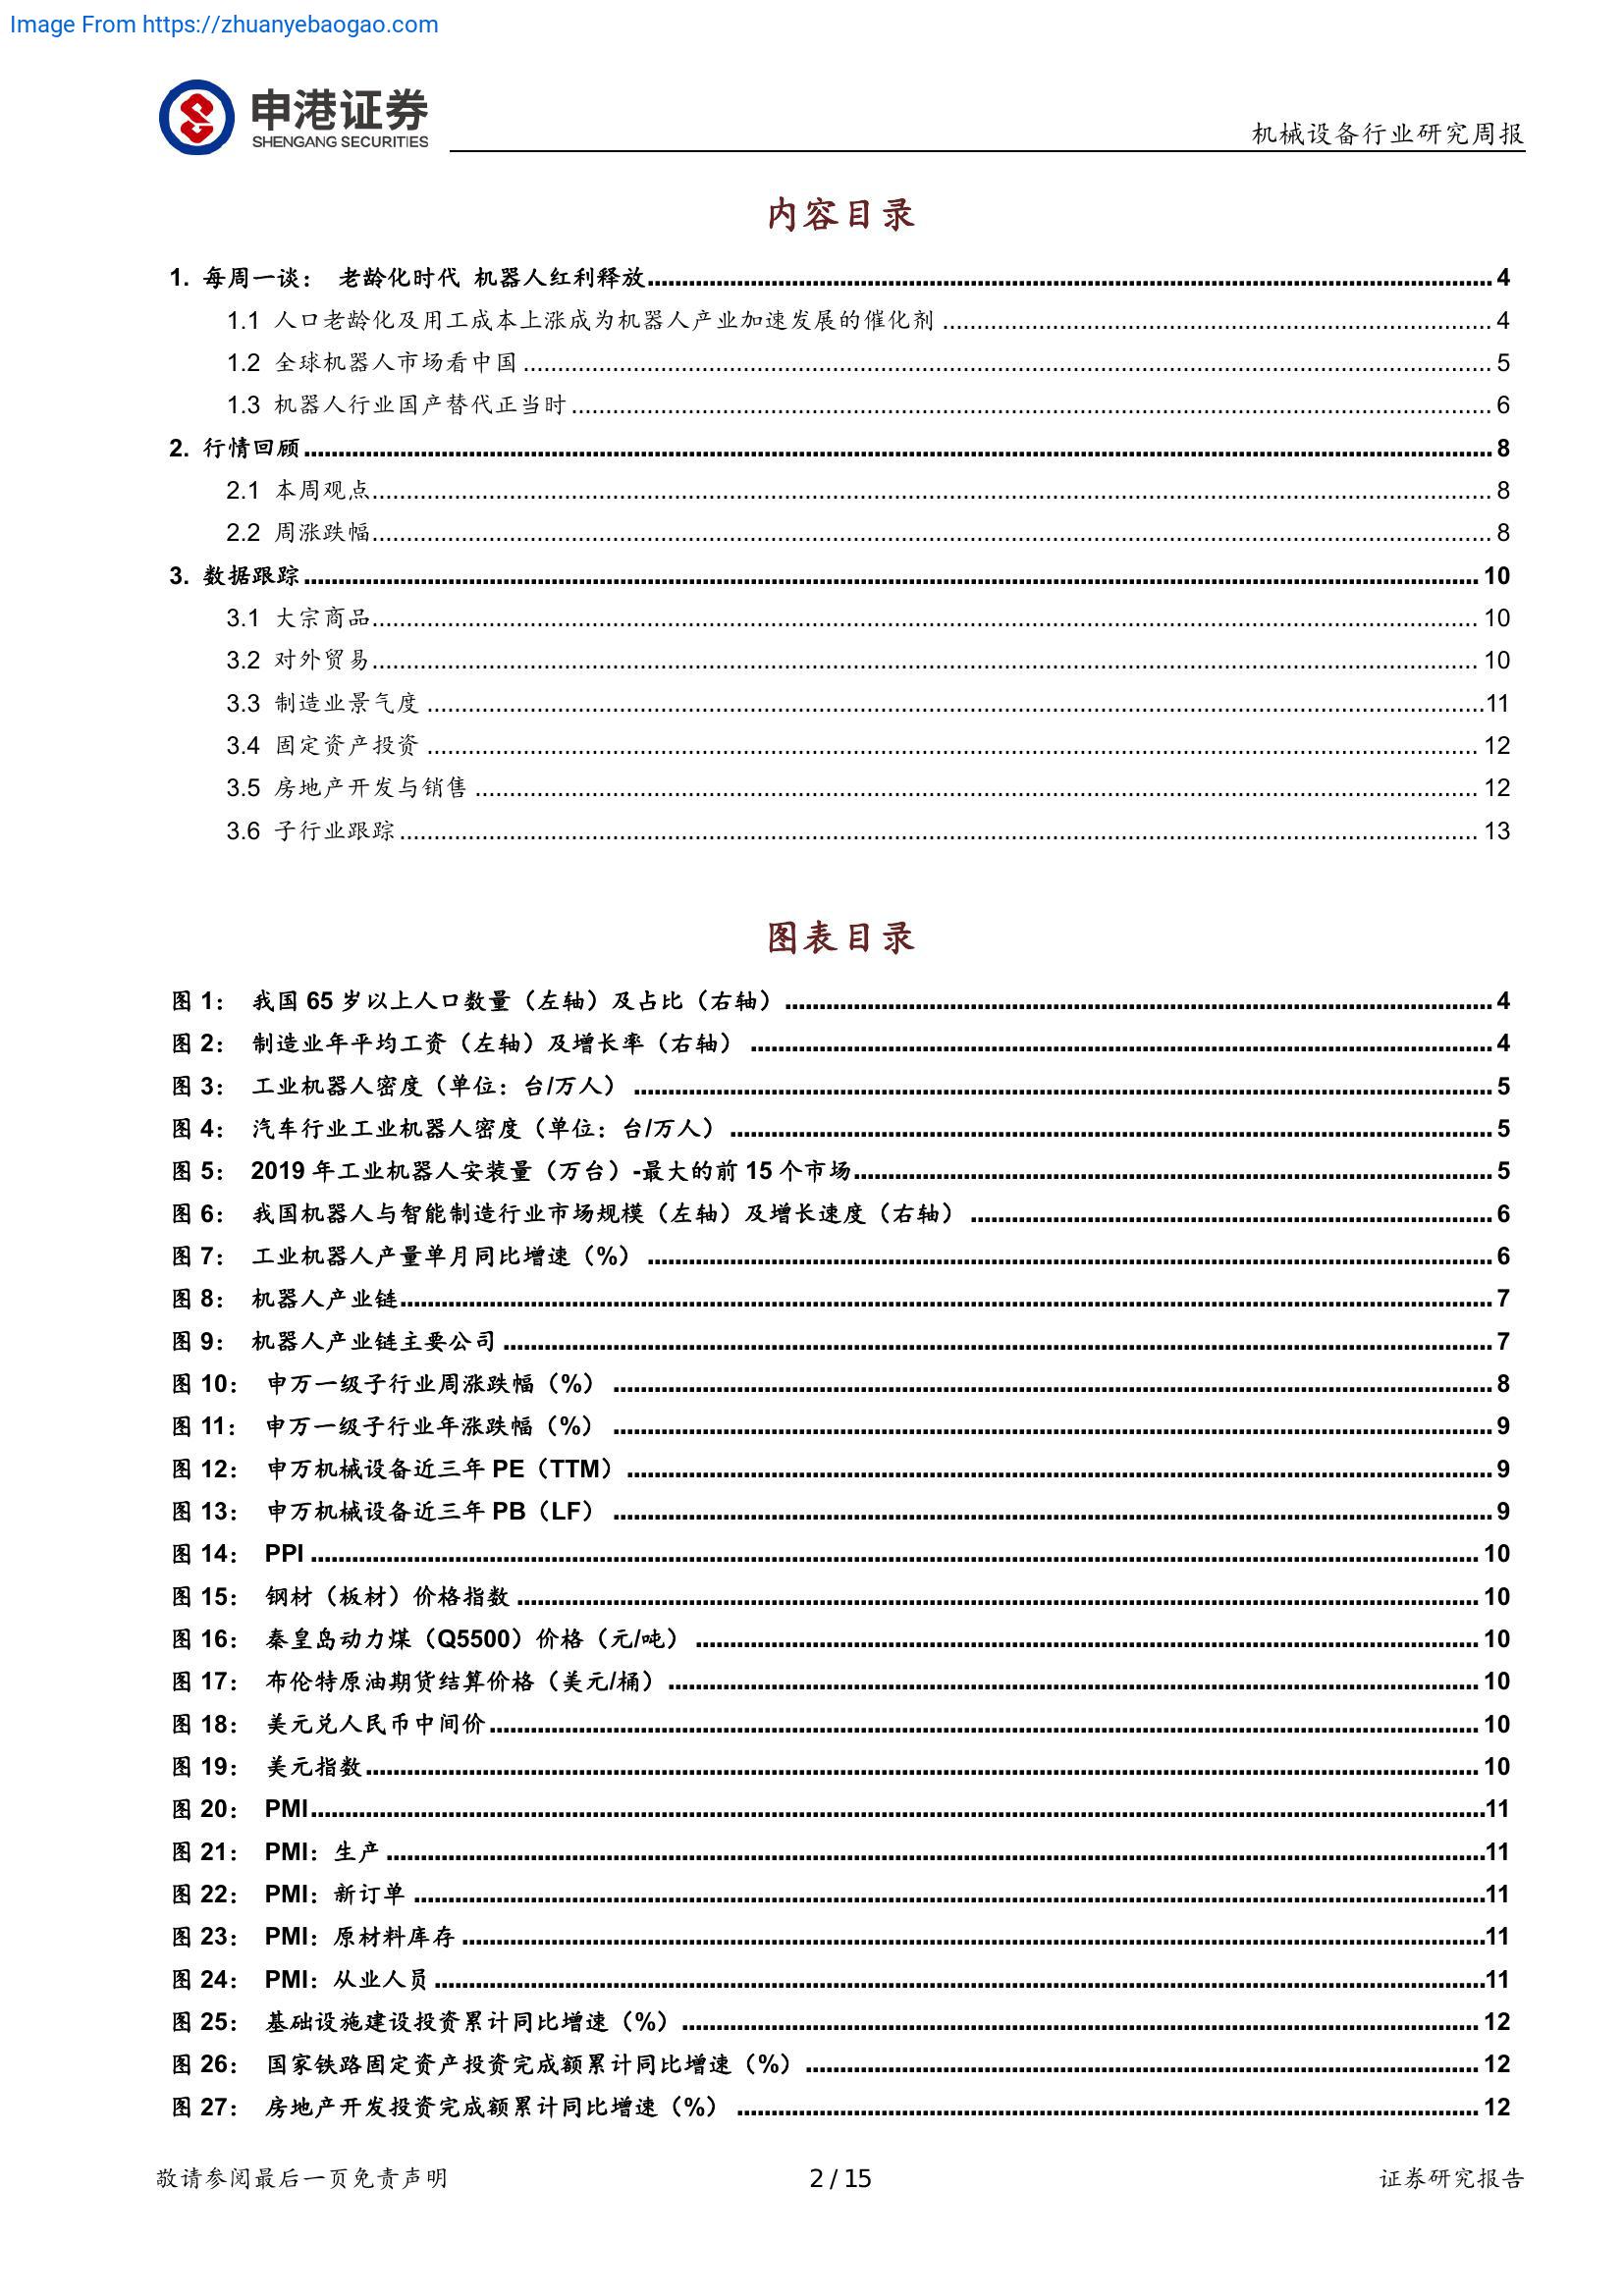 Image From https://zhuanyebaogao.com
申港证券
SHENGANG SECURITIES
机械设备行业研究周报
内容目录
1. 每周一谈： 老龄化时代 机器人红利释放 4
1.1 人口老龄化及用工成本上涨成为机器人产业加速发展的催化剂 4
1.2 全球机器人市场看中国 5
1.3 机器人行业国产替代正当时 6
2. 行情回顾 8
2.1 本周观点 8
2.2 周涨跌幅 8
3. 数据跟踪 10
3.1 大宗商品 10
3.2 对外贸易 10
3.3 制造业景气度 11
3.4 固定资产投资 12
3.5 房地产开发与销售 12
3.6 子行业跟踪 13
图表目录
图 1： 我国 65 岁以上人口数量（左轴）及占比（右轴） 4
图 2： 制造业年平均工资（左轴）及增长率（右轴） 4
图 3： 工业机器人密度（单位：台/万人） 5
图 4： 汽车行业工业机器人密度（单位：台/万人） 5
图 5： 2019 年工业机器人安装量（万台）-最大的前 15 个市场 5
图 6： 我国机器人与智能制造行业市场规模（左轴）及增长速度（右轴） 6
图 7： 工业机器人产量单月同比增速（%） 6
图 8： 机器人产业链 7
图 9： 机器人产业链主要公司 7
图 10： 申万一级子行业周涨跌幅（%） 8
图 11： 申万一级子行业年涨跌幅（%） 9
图 12： 申万机械设备近三年 PE（TTM） 9
图 13： 申万机械设备近三年 PB（LF） 9
图 14： PPI 10
图 15： 钢材（板材）价格指数 10
图 16： 秦皇岛动力煤（Q5500）价格（元/吨） 10
图 17： 布伦特原油期货结算价格（美元/桶） 10
图 18： 美元兑人民币中间价 10
图 19： 美元指数 10
图 20： PMI 11
图 21： PMI：生产 11
图 22： PMI：新订单 11
图 23： PMI：原材料库存 11
图 24： PMI：从业人员 11
图 25： 基础设施建设投资累计同比增速（%） 12
图 26： 国家铁路固定资产投资完成额累计同比增速（%） 12
图 27： 房地产开发投资完成额累计同比增速（%） 12
敬请参阅最后一页免责声明
2 / 15
证券研究报告